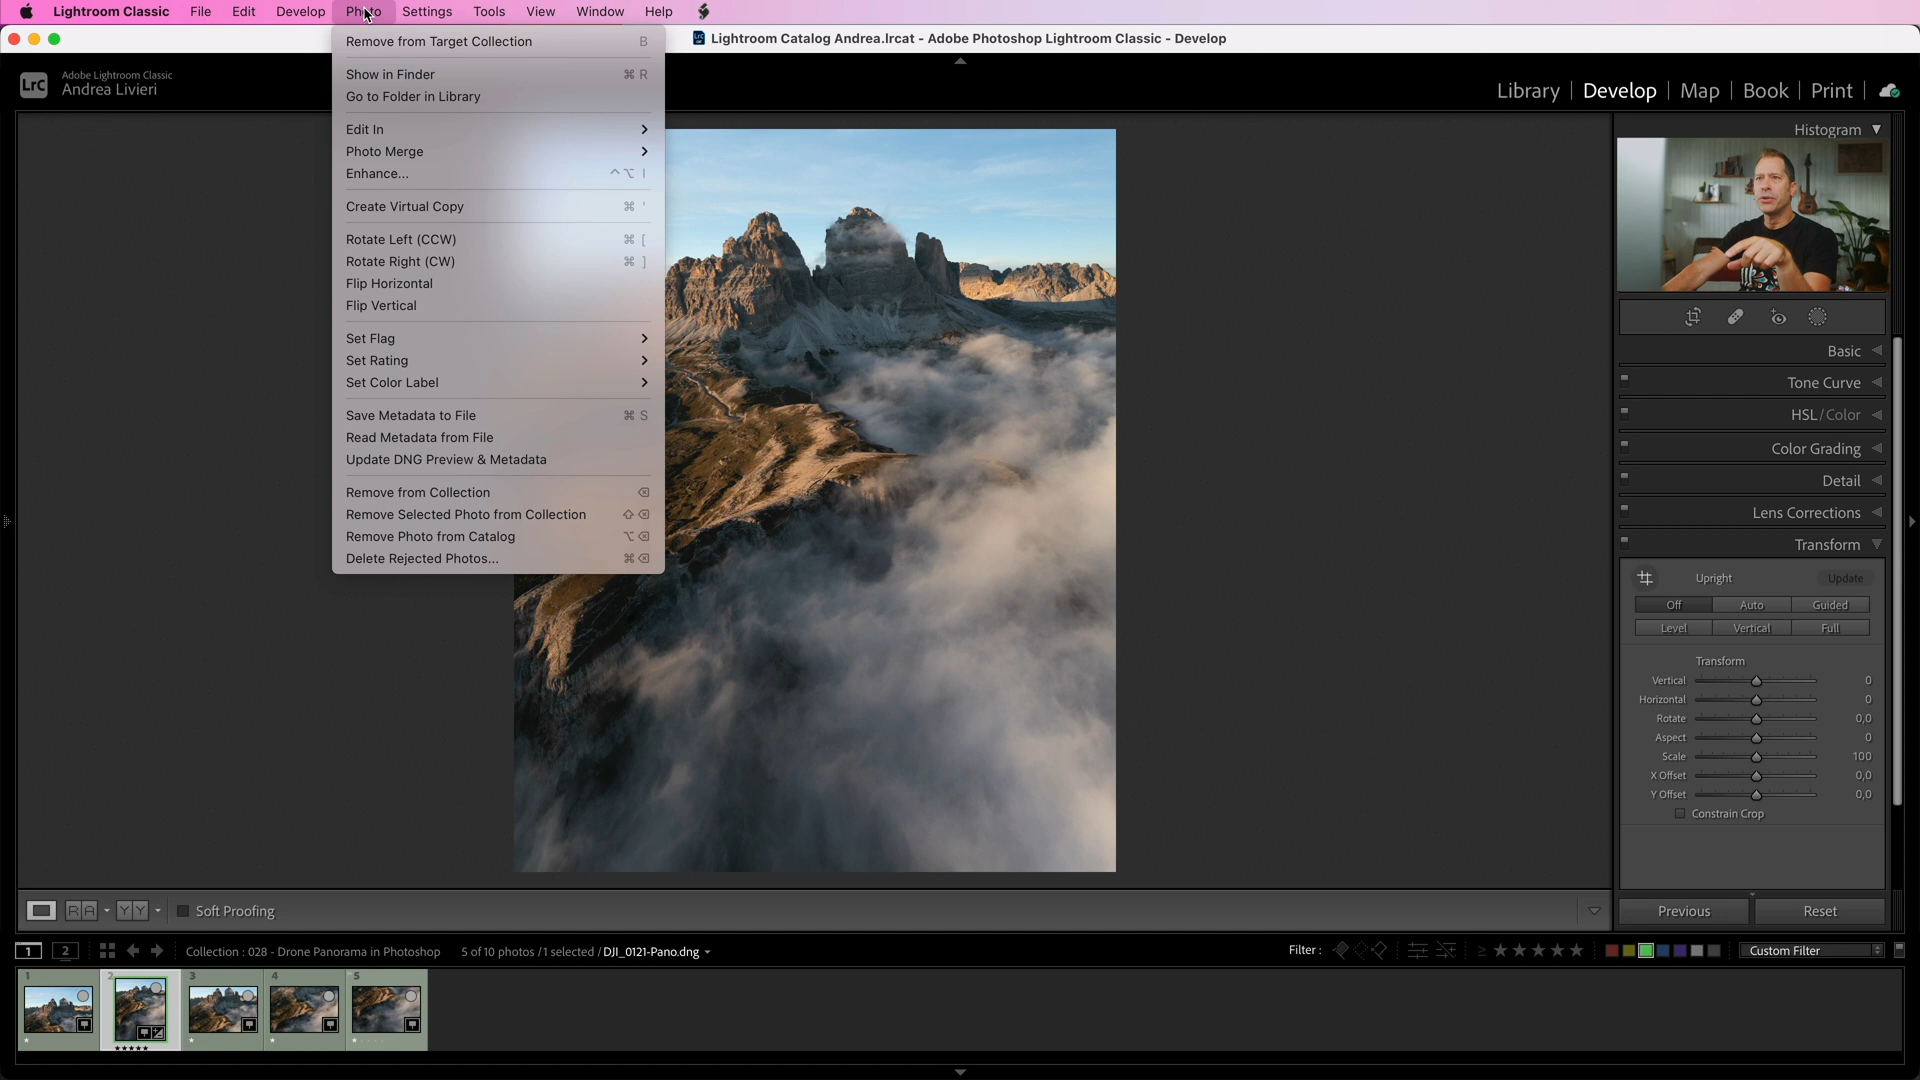 Lightroom Classic File Edit Develop Photo Settings Tools View Window Help
Lightroom Catalog Andrea.lrcat - Adobe Photoshop Lightroom Classic - Develop
LrC
Adobe Lightroom Classic
Andrea Livieri
Library Develop Map Book Print
Remove from Target Collection B
Show in Finder ⌘ R
Go to Folder in Library
Edit In
Photo Merge
Enhance... ^⌥ I
Create Virtual Copy ⌘ '
Rotate Left (CCW) ⌘ [
Rotate Right (CW) ⌘ ]
Flip Horizontal
Flip Vertical
Set Flag
Set Rating
Set Color Label
Save Metadata to File ⌘ S
Read Metadata from File
Update DNG Preview & Metadata
Remove from Collection ⌫
Remove Selected Photo from Collection ⇧⌫
Remove Photo from Catalog ⌥⌫
Delete Rejected Photos... ⌘⌫
Histogram
Basic
Tone Curve
HSL / Color
Color Grading
Detail
Lens Corrections
Transform
Upright Update
Off Auto Guided
Level Vertical Full
Transform
Vertical 0
Horizontal 0
Rotate 0,0
Aspect 0
Scale 100
X Offset 0,0
Y Offset 0,0
Constrain Crop
Previous Reset
R A Y Y Soft Proofing
1 2 Collection : 028 - Drone Panorama in Photoshop 5 of 10 photos / 1 selected / DJI_0121-Pano.dng Filter : ≥ ★★★★★ Custom Filter
1 2 3 4 5